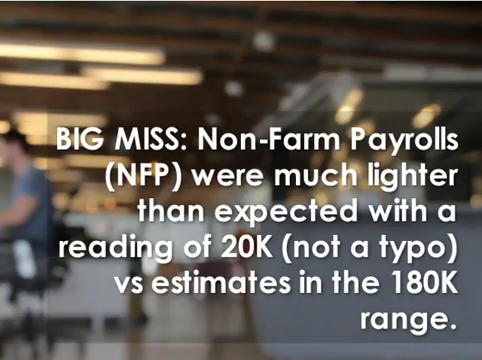 BIG MISS: Non-Farm Payrolls
(NFP) were much lighter
than expected with a
reading of 20K (not a typo)
vs estimates in the 180K
range.